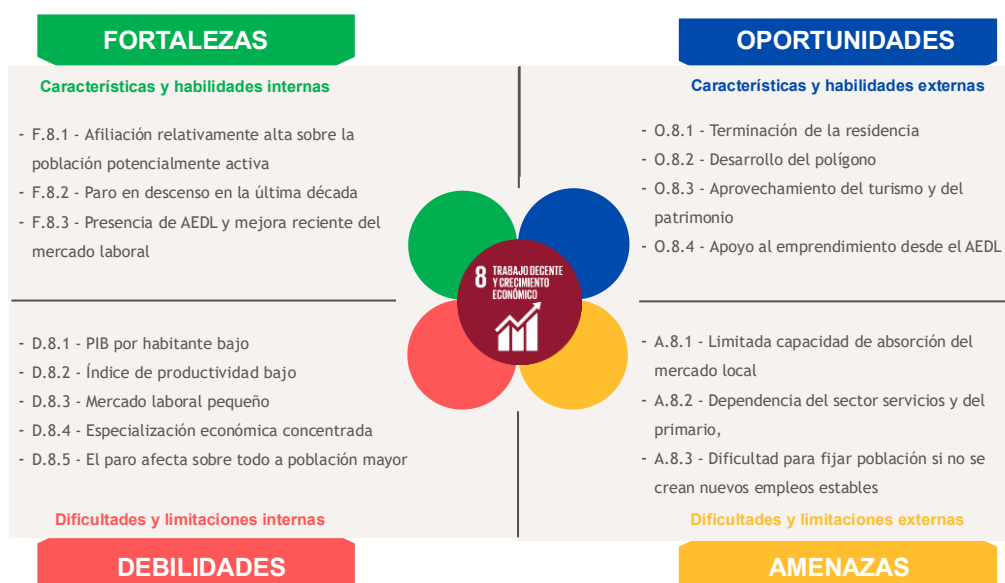 FORTALEZAS
Características y habilidades internas
- F.8.1 - Afiliación relativamente alta sobre la
población potencialmente activa
- F.8.2 - Paro en descenso en la última década
- F.8.3 - Presencia de AEDL y mejora reciente del
mercado laboral
OPORTUNIDADES
Características y habilidades externas
- O.8.1 - Terminación de la residencia
- O.8.2 - Desarrollo del polígono
- O.8.3 - Aprovechamiento del turismo y del
patrimonio
- O.8.4 - Apoyo al emprendimiento desde el AEDL
8 TRABAJO DECENTE
Y CRECIMIENTO
ECONÓMICO
- D.8.1 - PIB por habitante bajo
- D.8.2 - Índice de productividad bajo
- D.8.3 - Mercado laboral pequeño
- D.8.4 - Especialización económica concentrada
- D.8.5 - El paro afecta sobre todo a población mayor
Dificultades y limitaciones internas
DEBILIDADES
- A.8.1 - Limitada capacidad de absorción del
mercado local
- A.8.2 - Dependencia del sector servicios y del
primario,
- A.8.3 - Dificultad para fijar población si no se
crean nuevos empleos estables
Dificultades y limitaciones externas
AMENAZAS